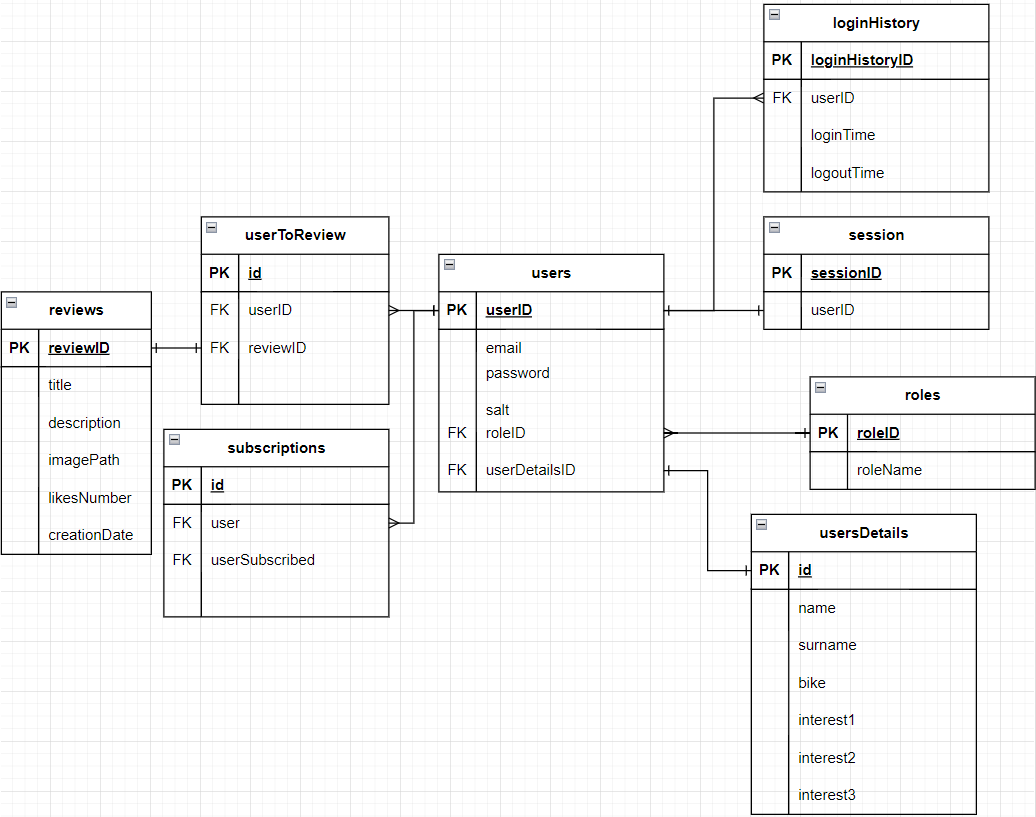 loginHistory
PK loginHistoryID
FK userID
loginTime
logoutTime
session
PK sessionID
userID
userToReview
PK id
FK userID
FK reviewID
users
PK userID
email
password
salt
FK roleID
FK userDetailsID
reviews
PK reviewID
title
description
imagePath
likesNumber
creationDate
subscriptions
PK id
FK user
FK userSubscribed
roles
PK roleID
roleName
usersDetails
PK id
name
surname
bike
interest1
interest2
interest3